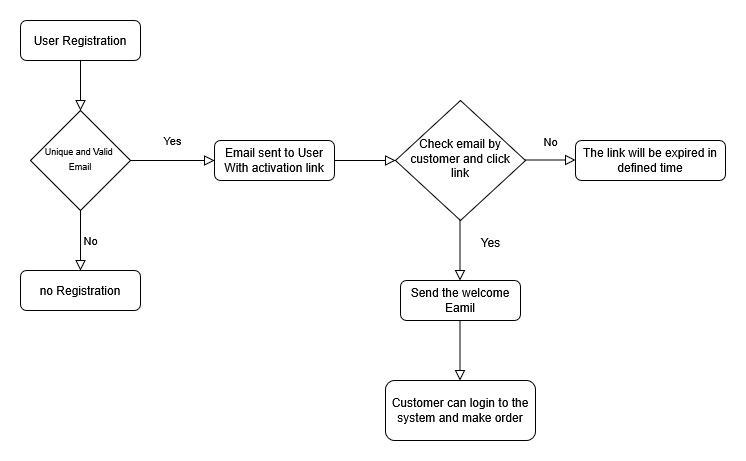 User Registration
Unique and Valid
Email
Yes
Email sent to User
With activation link
Check email by
customer and click
link
No
The link will be expired in
defined time
No
no Registration
Yes
Send the welcome
Eamil
Customer can login to the
system and make order